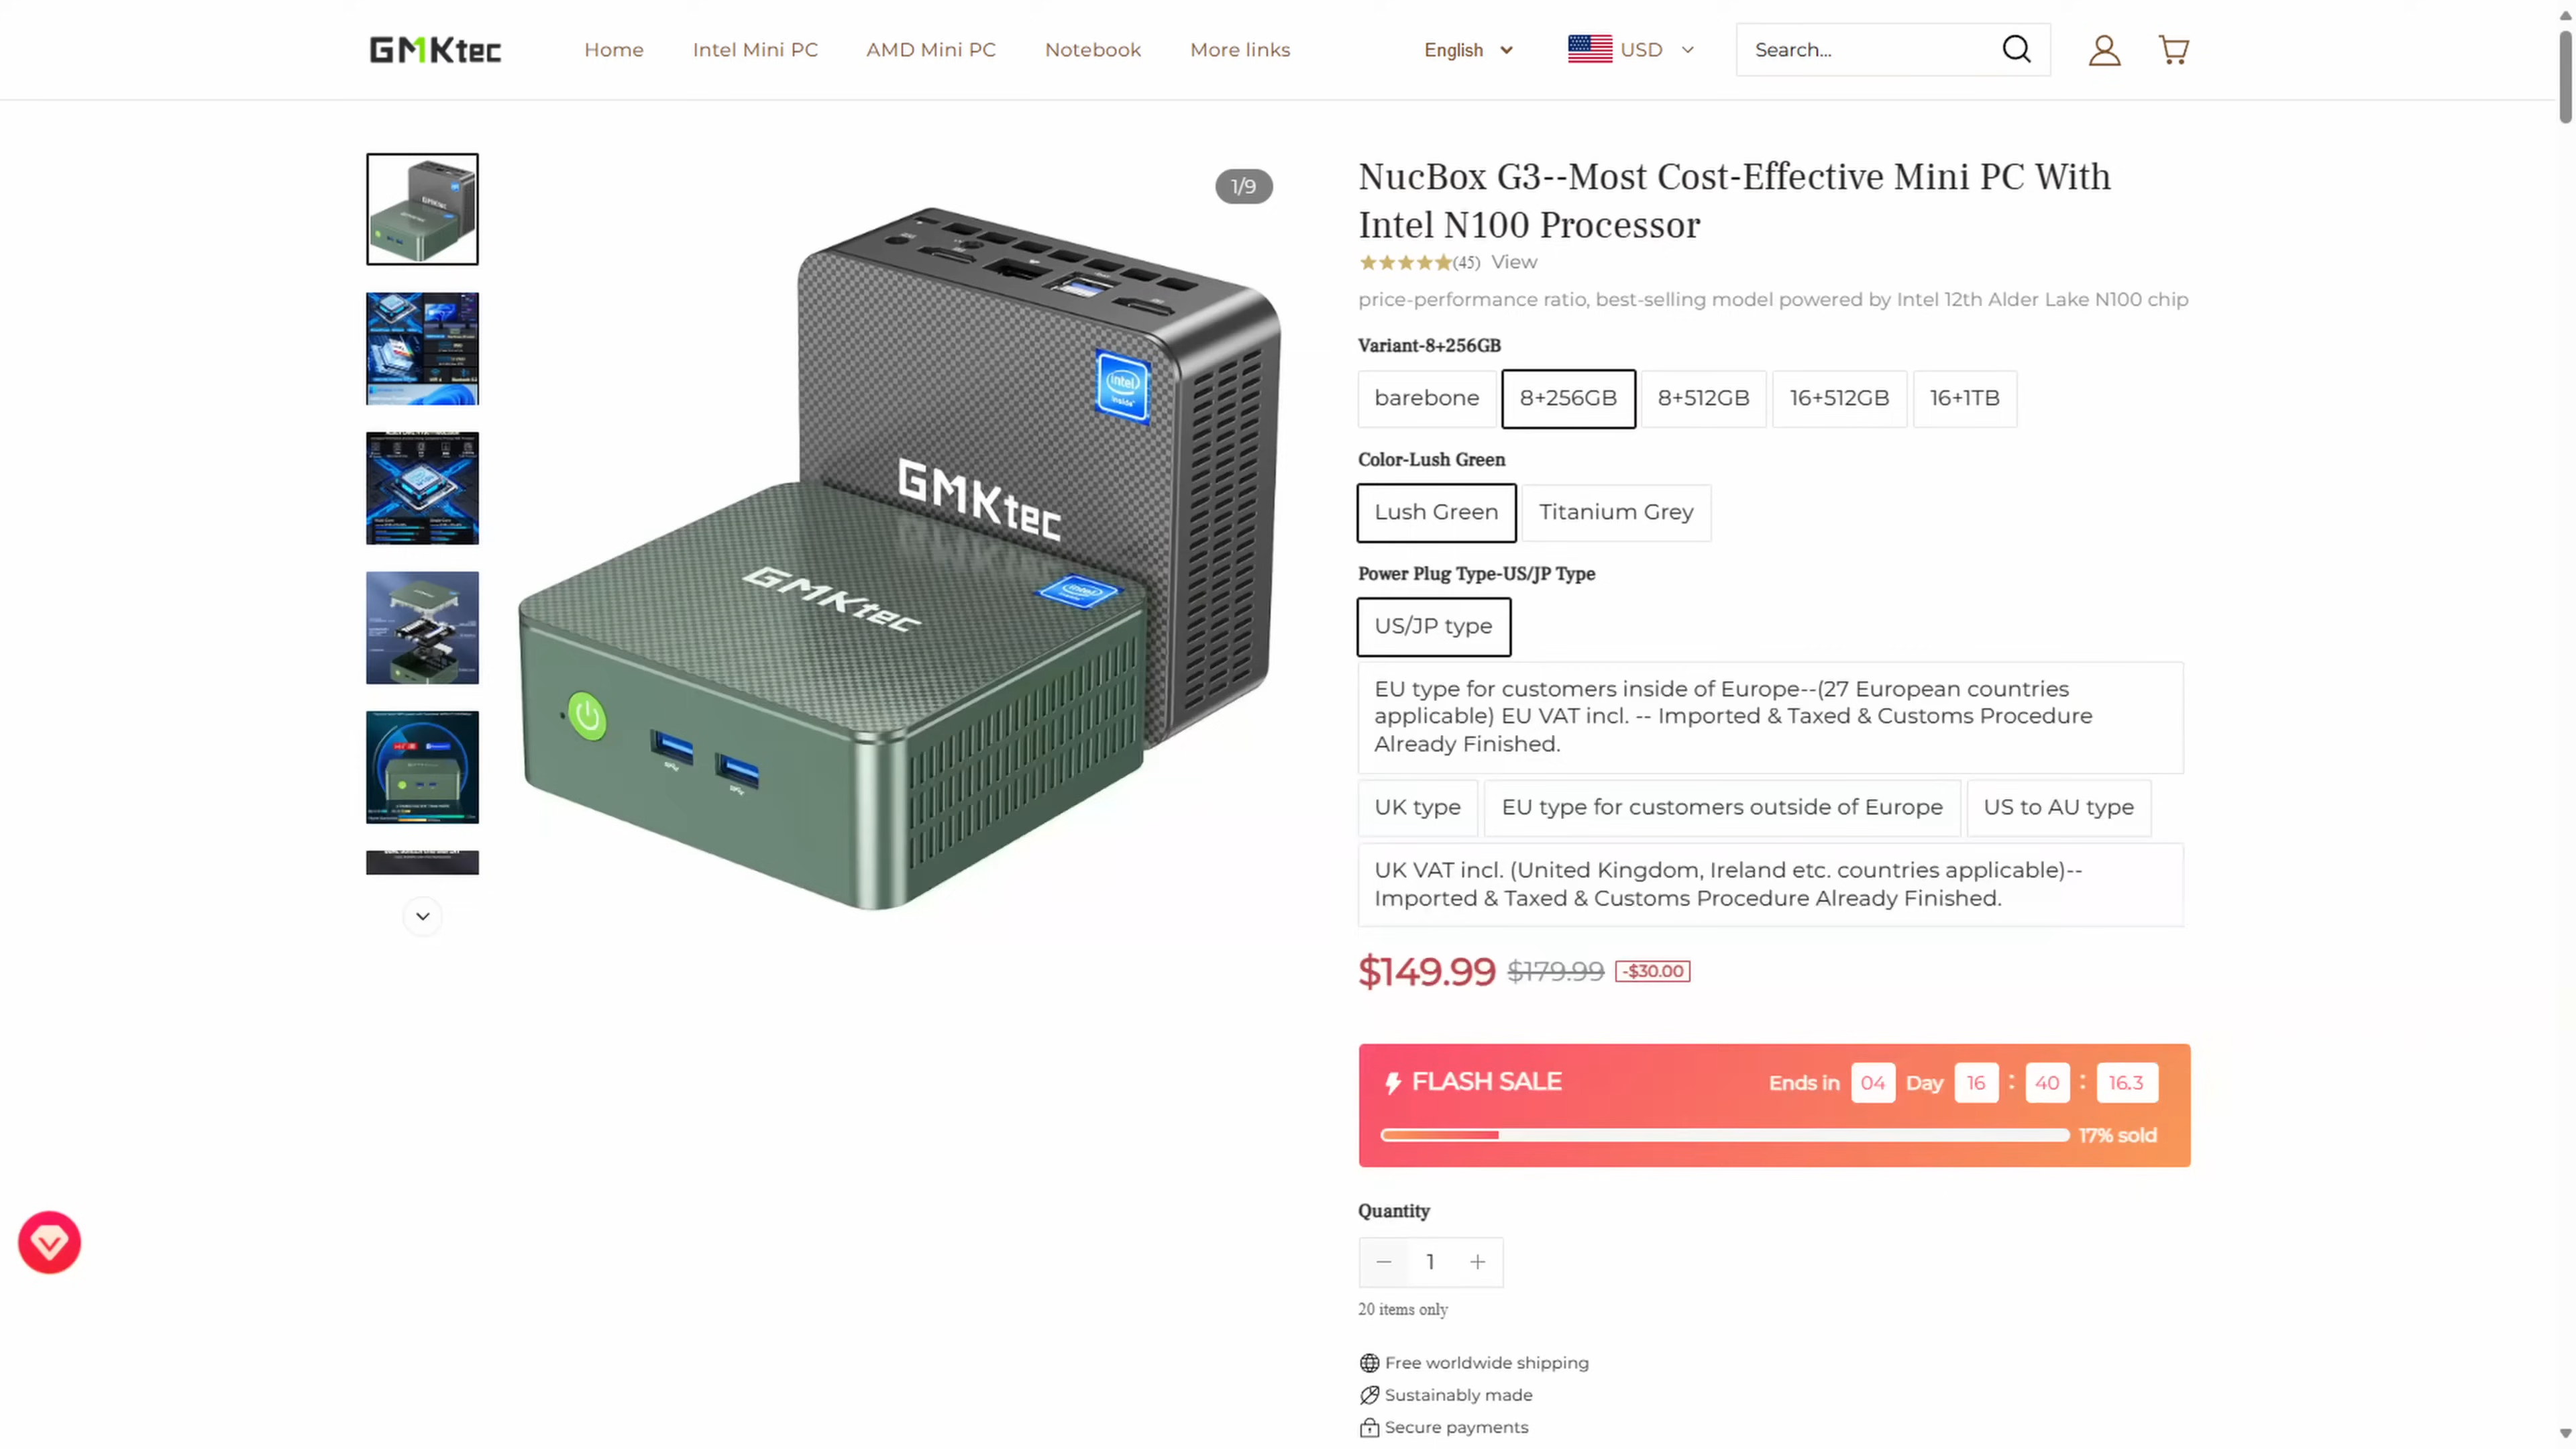 GMKtec
Home
Intel Mini PC
AMD Mini PC
Notebook
More links
English
USD
Search...
1/9
GMKtec
intel
inside
GMKtec
intel
NucBox G3--Most Cost-Effective Mini PC With
Intel N100 Processor
(45) View
price-performance ratio, best-selling model powered by Intel 12th Alder Lake N100 chip
Variant-8+256GB
barebone
8+256GB
8+512GB
16+512GB
16+1TB
Color-Lush Green
Lush Green
Titanium Grey
Power Plug Type-US/JP Type
US/JP type
EU type for customers inside of Europe--(27 European countries
applicable) EU VAT incl. -- Imported & Taxed & Customs Procedure
Already Finished.
UK type
EU type for customers outside of Europe
US to AU type
UK VAT incl. (United Kingdom, Ireland etc. countries applicable)--
Imported & Taxed & Customs Procedure Already Finished.
$149.99 $179.99 -$30.00
FLASH SALE
Ends in 04 Day 16 : 40 : 16.3
17% sold
Quantity
− 1 +
20 items only
Free worldwide shipping
Sustainably made
Secure payments